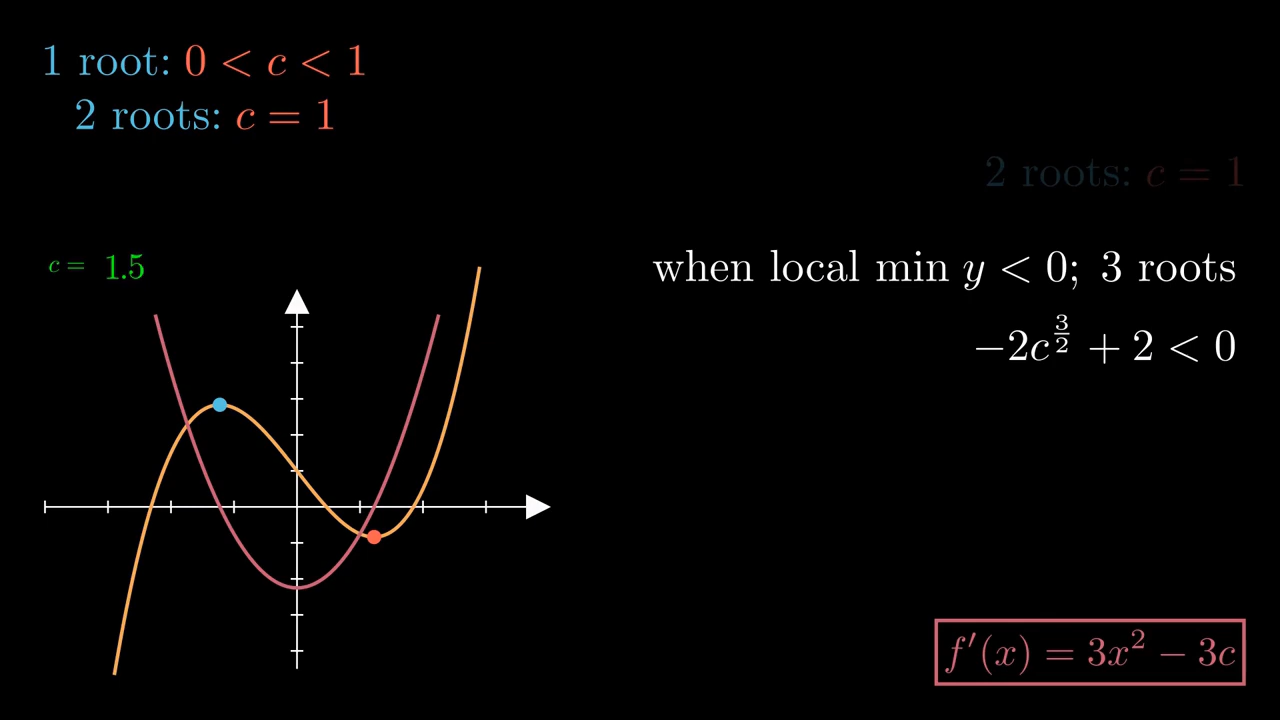 1 root: 0 < c < 1
2 roots: c = 1
2 roots: c = 1
c = 1.5
when local min y < 0; 3 roots
−2c^{3/2} + 2 < 0
f′(x) = 3x² − 3c